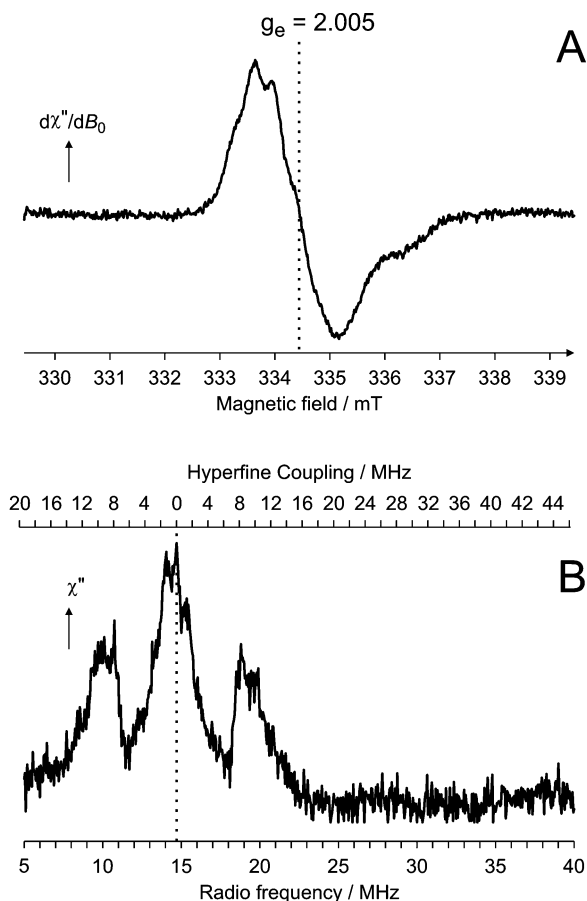 g_e = 2.005
A
dχ"/dB_0
330 331 332 333 334 335 336 337 338 339
Magnetic field / mT
Hyperfine Coupling / MHz
20 16 12 8 4 0 4 8 12 16 20 24 28 32 36 40 44
B
χ"
5 10 15 20 25 30 35 40
Radio frequency / MHz